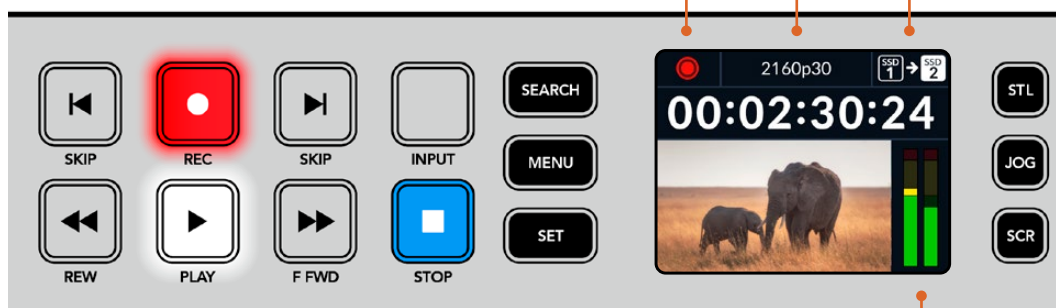 SKIP
REC
SKIP
INPUT
REW
PLAY
F FWD
STOP
SEARCH
MENU
SET
2160p30
SSD
1
SSD
2
00:02:30:24
STL
JOG
SCR